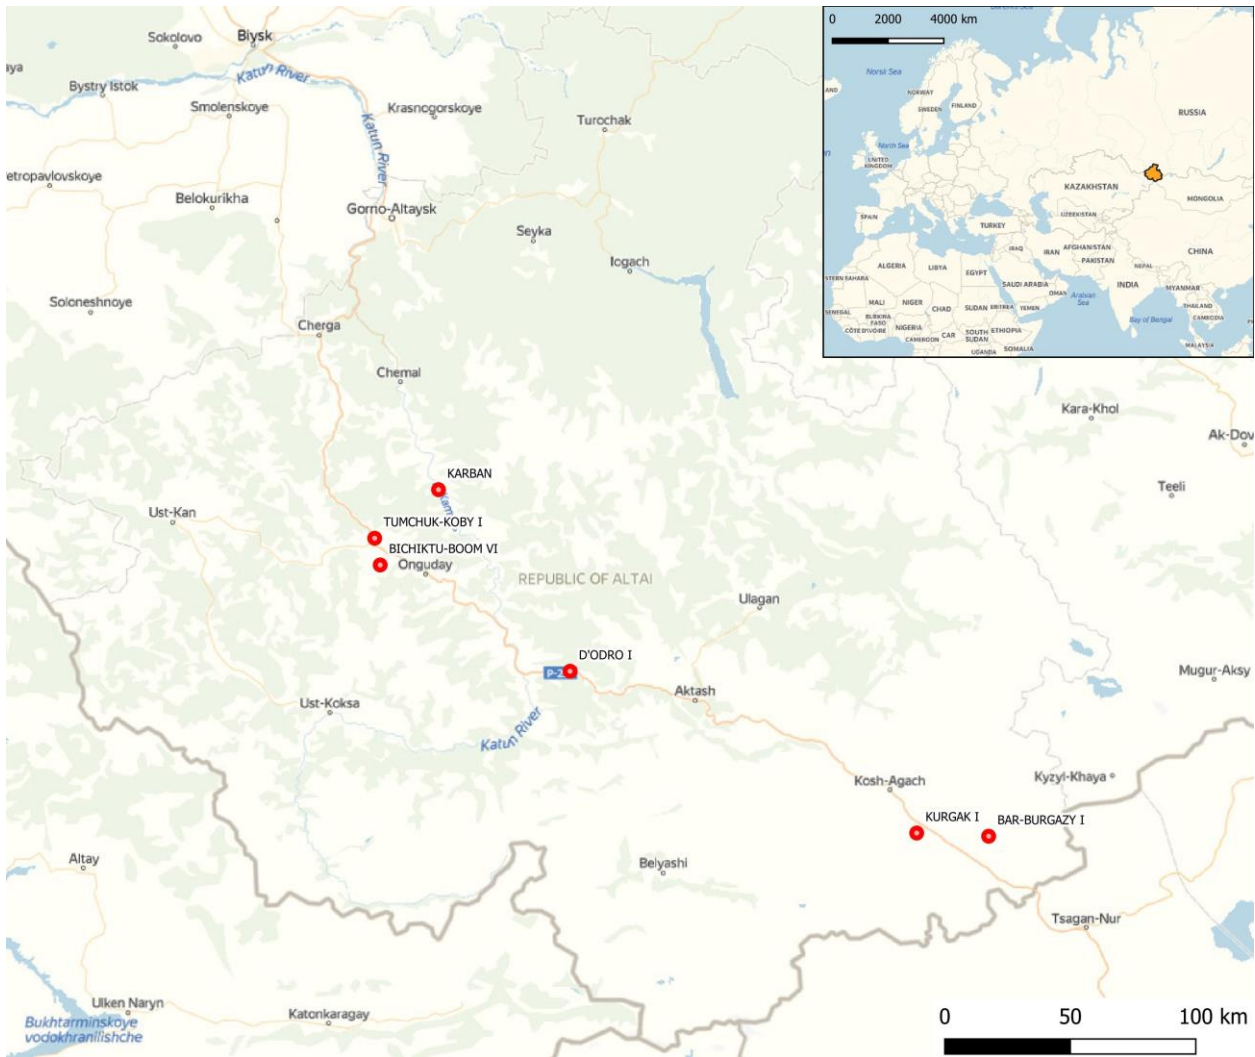 Sokolovo
Biysk
aya
Katun River
Bystry Istok
Smolenskoye
Krasnogorskoye
Turochak
Katun River
etropavlovskoye
Belokurikha
Gorno-Altaysk
Seyka
Iogach
Soloneshnoye
Cherga
Chemal
Kara-Khol
Ak-Dov
Teeli
KARBAN
Ust-Kan
TUMCHUK-KOBY I
BICHIKTU-BOOM VI
Onguday
REPUBLIC OF ALTAI
Ulagan
D'ODRO I
Mugur-Aksy
Aktash
Ust-Koksa
Katun River
Kosh-Agach
Kyzyl-Khaya
KURGAK I
BAR-BURGAZY I
Altay
Belyashi
Tsagan-Nur
Ulken Naryn
Katonkaragay
Bukhtarminskoye
vodokhranilishche
0 50 100 km
0 2000 4000 km
Norsk Sea
NORWAY
SWEDEN
FINLAND
RUSSIA
North Sea
UNITED
KINGDOM
KAZAKHSTAN
MONGOLIA
SPAIN
TURKEY
UZBEKISTAN
CHINA
IRAQ
IRAN
AFGHANISTAN
PAKISTAN
NEPAL
ALGERIA
LIBYA
EGYPT
STERN SAHARA
SAUDI ARABIA
OMAN
INDIA
MYANMAR
Arabian
Sea
MALI
NIGER
CHAD
SUDAN
ERITREA
YEMEN
THAILAND
SENEGAL
BURKINA
FASO
Bay of Bengal
CAMBODIA
CÔTE D'IVOIRE
NIGERIA
CAMEROON
CAR
SOUTH
SUDAN
ETHIOPIA
UGANDA
SOMALIA
MALAYSIA